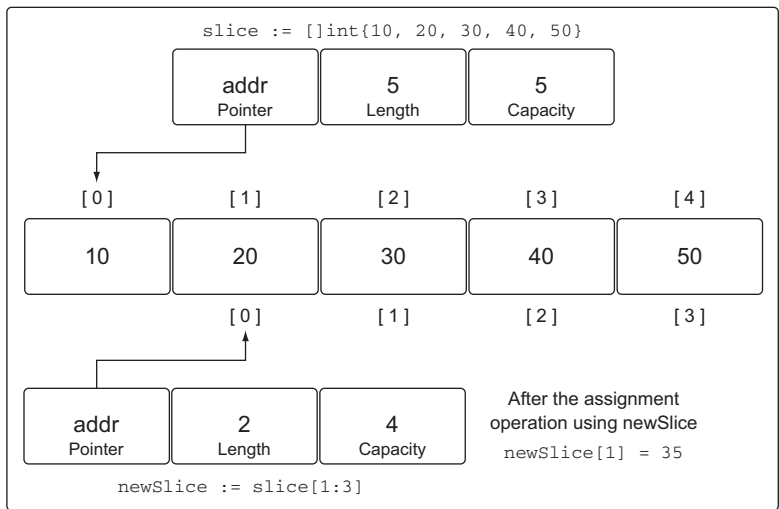 slice := []int{10, 20, 30, 40, 50}
addr 5 5
Pointer Length Capacity
[0] [1] [2] [3] [4]
10 20 30 40 50
[0] [1] [2] [3]
addr 2 4
Pointer Length Capacity
After the assignment
operation using newSlice
newSlice[1] = 35
newSlice := slice[1:3]